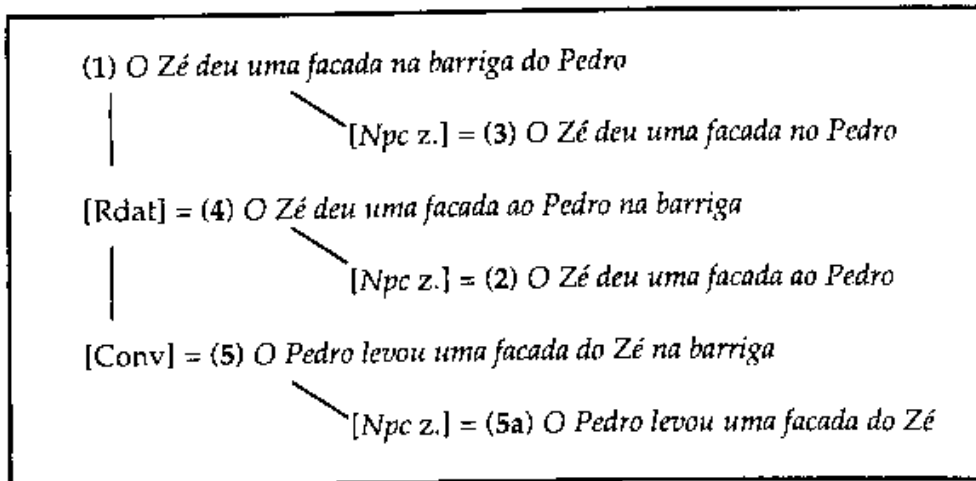 (1) O Zé deu uma facada na barriga do Pedro
[Npc z.] = (3) O Zé deu uma facada no Pedro
[Rdat] = (4) O Zé deu uma facada ao Pedro na barriga
[Npc z.] = (2) O Zé deu uma facada ao Pedro
[Conv] = (5) O Pedro levou uma facada do Zé na barriga
[Npc z.] = (5a) O Pedro levou uma facada do Zé